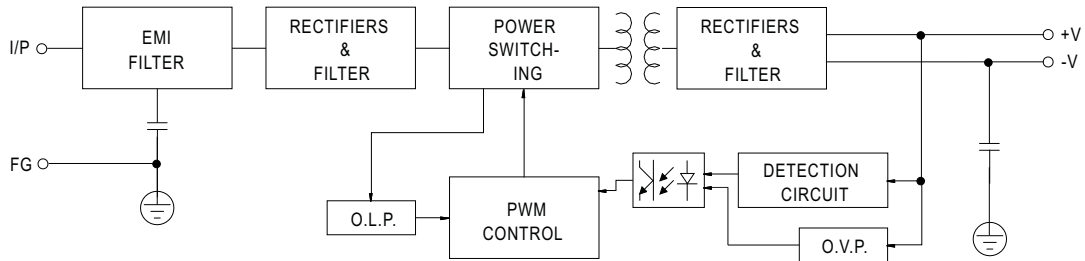 I/P
EMI
FILTER
RECTIFIERS
&
FILTER
POWER
SWITCH-
ING
RECTIFIERS
&
FILTER
+V
-V
FG
O.L.P.
PWM
CONTROL
DETECTION
CIRCUIT
O.V.P.